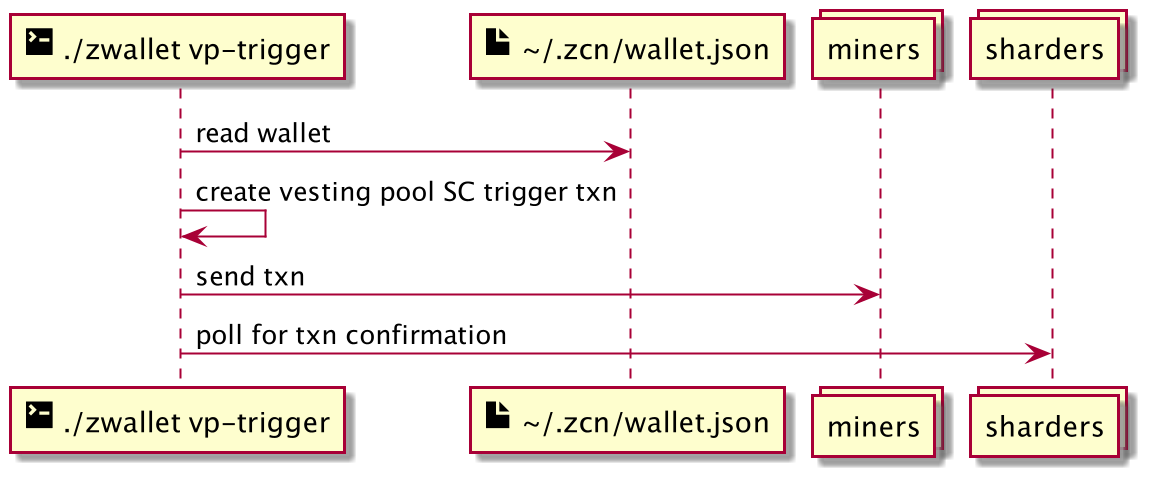 ./zwallet vp-trigger
~/.zcn/wallet.json
miners
sharders
read wallet
create vesting pool SC trigger txn
send txn
poll for txn confirmation
./zwallet vp-trigger
~/.zcn/wallet.json
miners
sharders